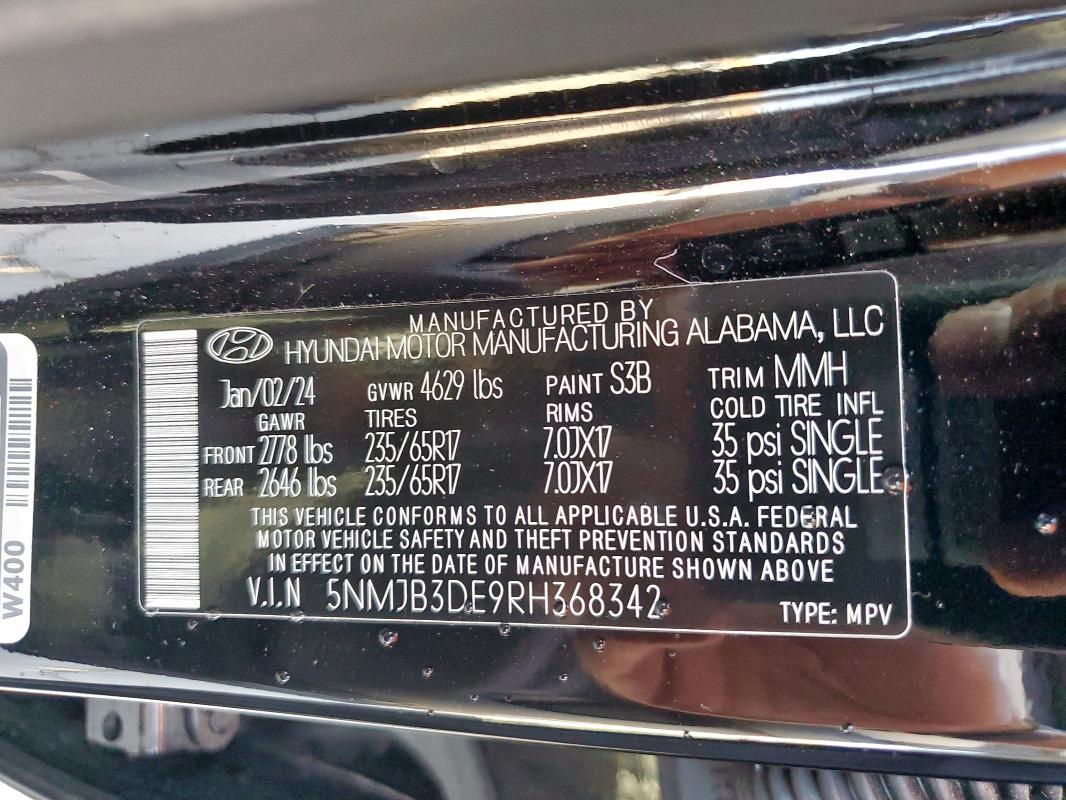 MANUFACTURED BY
HYUNDAI MOTOR MANUFACTURING ALABAMA, LLC
Jan/02/24 GVWR 4629 lbs PAINT S3B TRIM MMH
GAWR TIRES RIMS COLD TIRE INFL
FRONT 2778 lbs 235/65R17 7.0JX17 35 psi SINGLE
REAR 2646 lbs 235/65R17 7.0JX17 35 psi SINGLE
THIS VEHICLE CONFORMS TO ALL APPLICABLE U.S.A. FEDERAL
MOTOR VEHICLE SAFETY AND THEFT PREVENTION STANDARDS
IN EFFECT ON THE DATE OF MANUFACTURE SHOWN ABOVE
V.I.N 5NMJB3DE9RH368342
TYPE: MPV
W400